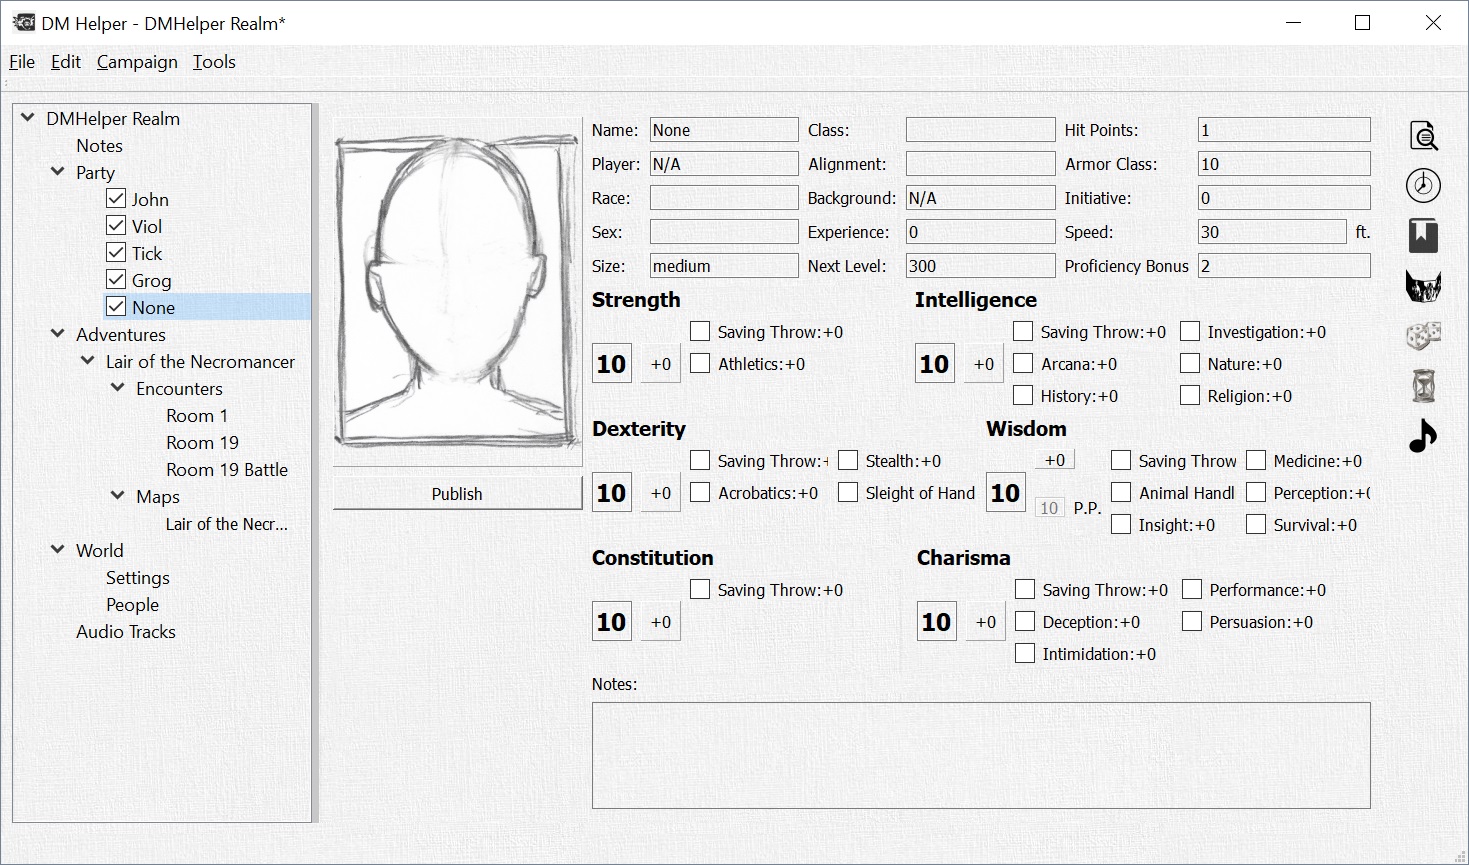 DM Helper - DMHelper Realm*
File Edit Campaign Tools
DMHelper Realm
Notes
Party
John
Viol
Tick
Grog
None
Adventures
Lair of the Necromancer
Encounters
Room 1
Room 19
Room 19 Battle
Maps
Lair of the Necr...
World
Settings
People
Audio Tracks
Publish
Name: None Class: Hit Points: 1
Player: N/A Alignment: Armor Class: 10
Race: Background: N/A Initiative: 0
Sex: Experience: 0 Speed: 30 ft.
Size: medium Next Level: 300 Proficiency Bonus 2
Strength
10 +0
Saving Throw:+0
Athletics:+0
Intelligence
10 +0
Saving Throw:+0 Investigation:+0
Arcana:+0 Nature:+0
History:+0 Religion:+0
Dexterity
10 +0
Saving Throw:+ Stealth:+0
Acrobatics:+0 Sleight of Hand
Wisdom
10 +0
10 P.P.
Saving Throw Medicine:+0
Animal Handl Perception:+(
Insight:+0 Survival:+0
Constitution
10 +0
Saving Throw:+0
Charisma
10 +0
Saving Throw:+0 Performance:+0
Deception:+0 Persuasion:+0
Intimidation:+0
Notes: